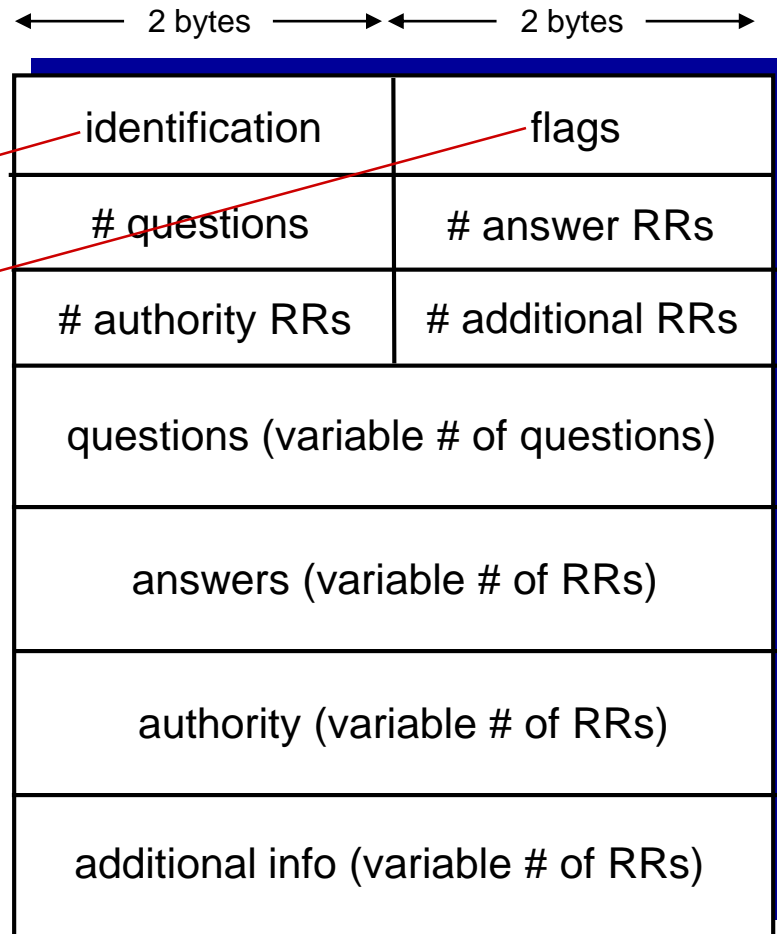 2 bytes 2 bytes
identification flags
# questions # answer RRs
# authority RRs # additional RRs
questions (variable # of questions)
answers (variable # of RRs)
authority (variable # of RRs)
additional info (variable # of RRs)